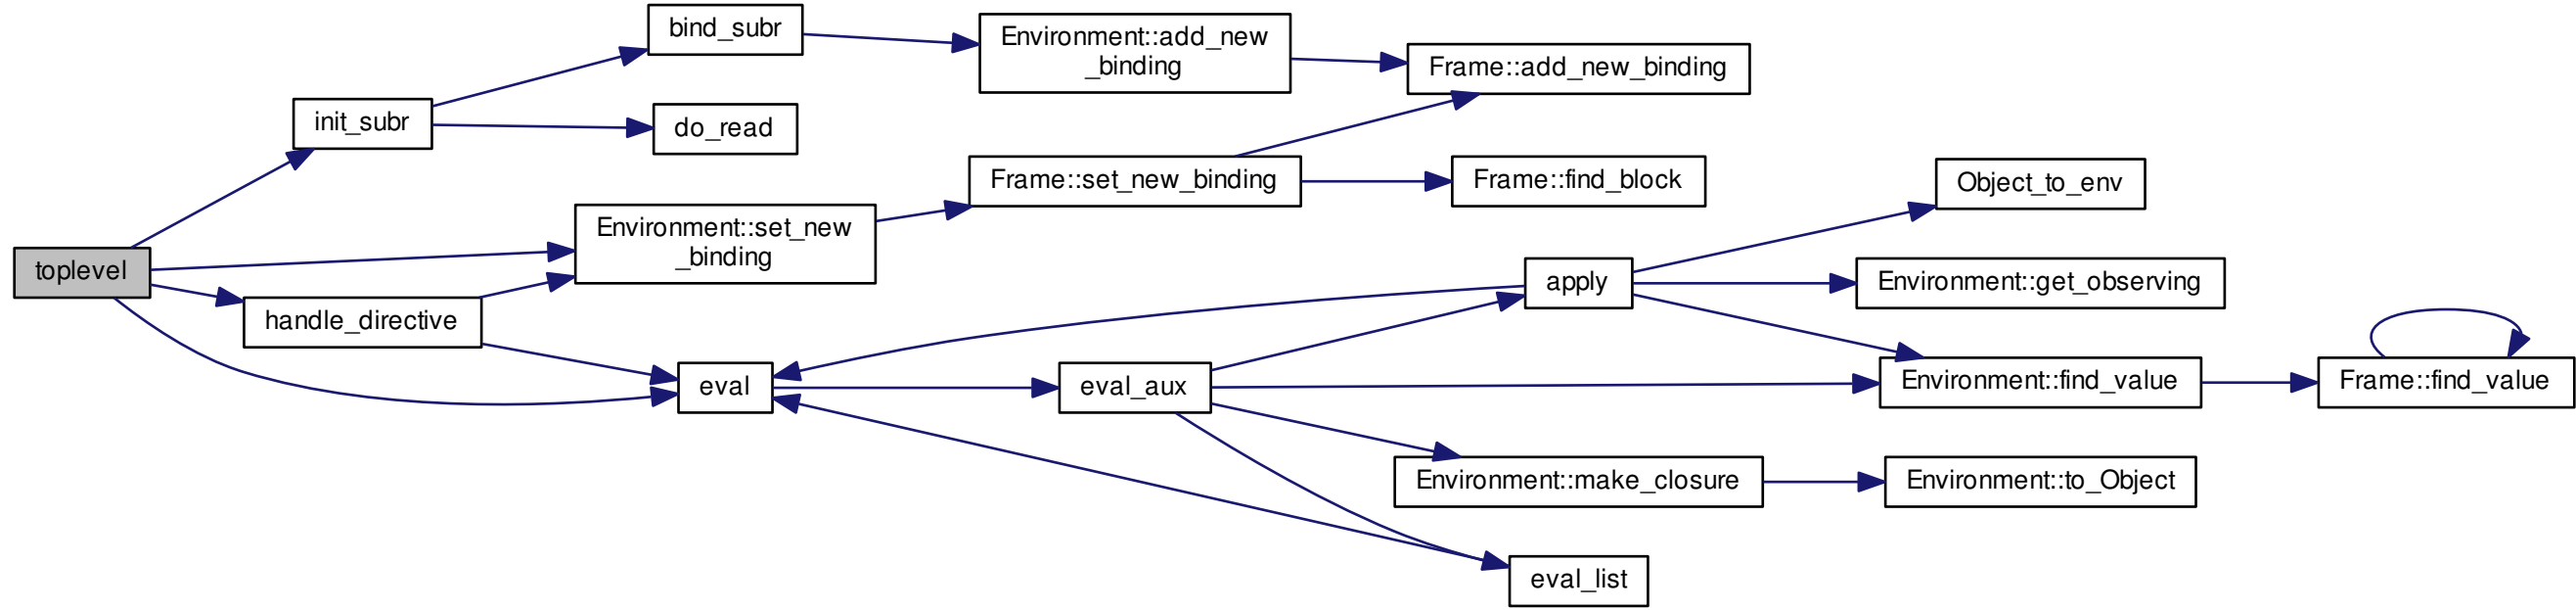 bind_subr
Environment::add_new
_binding
Frame::add_new_binding
init_subr
do_read
Frame::set_new_binding
Frame::find_block
Object_to_env
Environment::set_new
_binding
toplevel
apply
Environment::get_observing
handle_directive
eval
eval_aux
Environment::find_value
Frame::find_value
Environment::make_closure
Environment::to_Object
eval_list